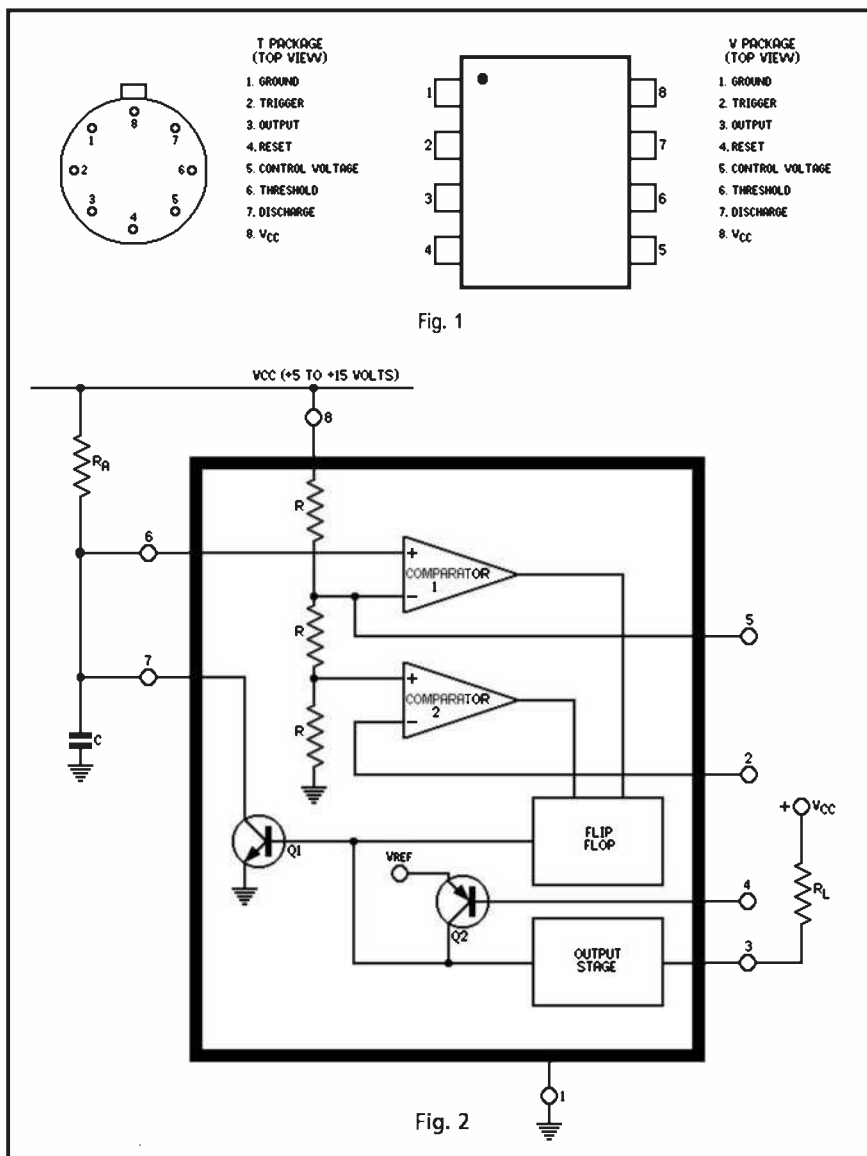 T PACKAGE
(TOP VIEW)
1. GROUND
2. TRIGGER
3. OUTPUT
4. RESET
5. CONTROL VOLTAGE
6. THRESHOLD
7. DISCHARGE
8. VCC
8
1
7
2
6
3
5
4
1
2
3
4
8
7
6
5
V PACKAGE
(TOP VIEW)
1. GROUND
2. TRIGGER
3. OUTPUT
4. RESET
5. CONTROL VOLTAGE
6. THRESHOLD
7. DISCHARGE
8. VCC
Fig. 1
VCC (+5 TO +15 VOLTS)
8
RA
R
6
+
COMPARATOR
1
−
5
R
7
+
COMPARATOR
2
−
R
C
2
+ VCC
FLIP
FLOP
Q1
VREF
4
RL
Q2
OUTPUT
STAGE
3
1
Fig. 2